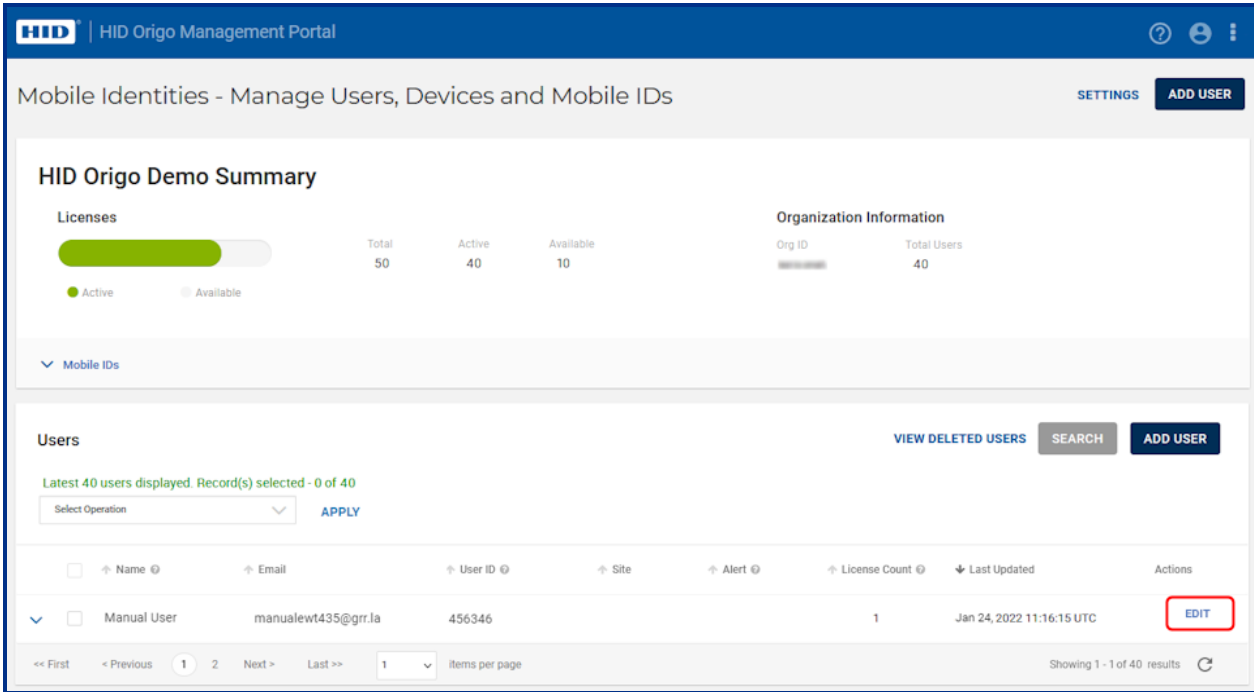 HID | HID Origo Management Portal
Mobile Identities - Manage Users, Devices and Mobile IDs
SETTINGS
ADD USER
HID Origo Demo Summary
Licenses
Total Active Available
50 40 10
Active Available
Organization Information
Org ID Total Users
40
Mobile IDs
Users
VIEW DELETED USERS
SEARCH
ADD USER
Latest 40 users displayed. Record(s) selected - 0 of 40
Select Operation
APPLY
Name Email User ID Site Alert License Count Last Updated Actions
Manual User manualewt435@grr.la 456346 1 Jan 24, 2022 11:16:15 UTC EDIT
<< First < Previous 1 2 Next > Last >> 1 items per page Showing 1 - 1 of 40 results